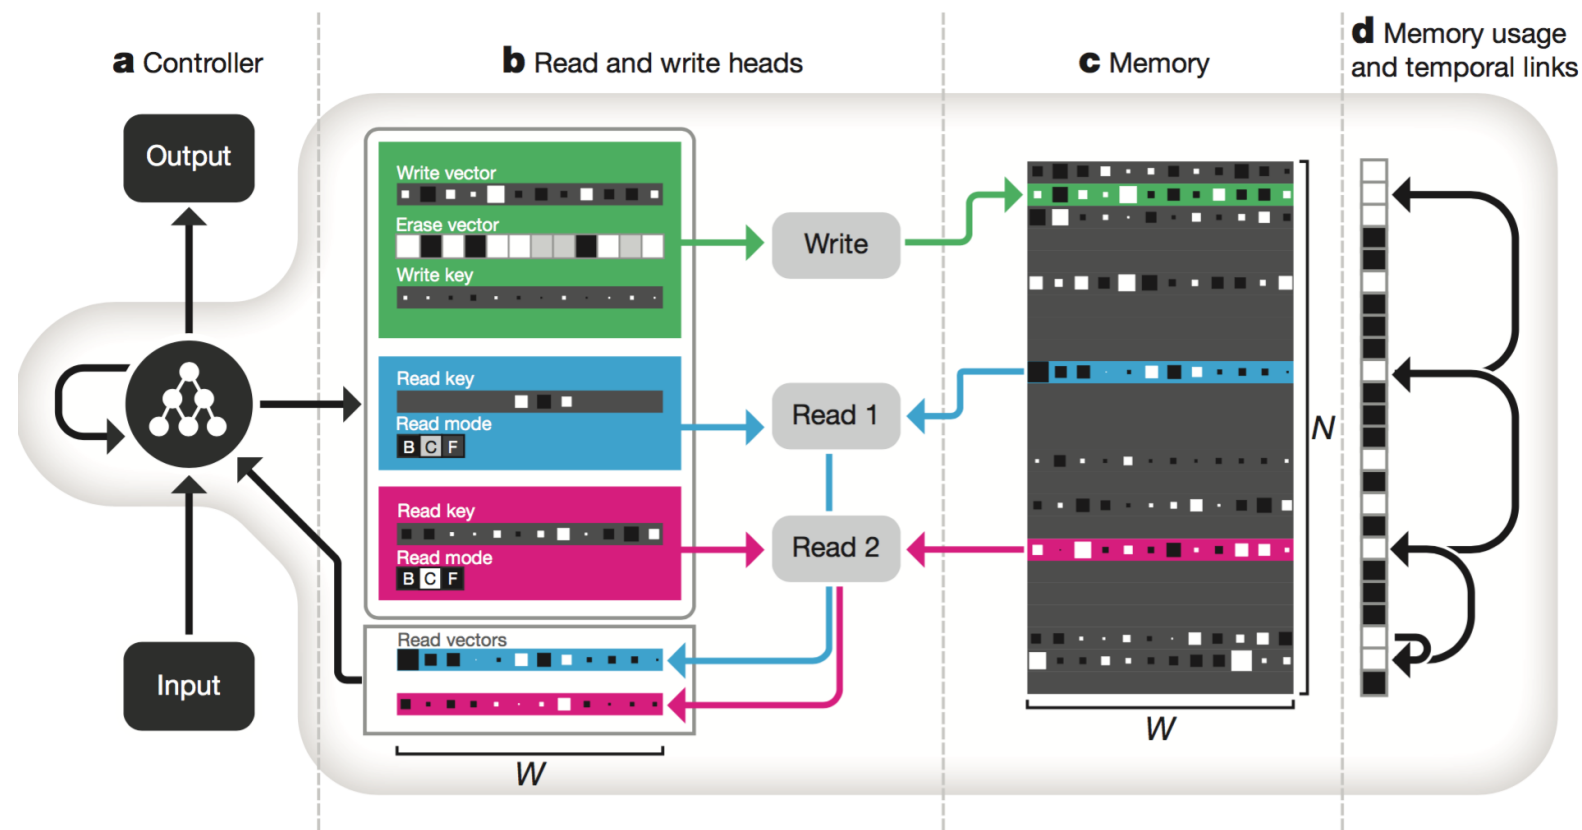 a Controller
b Read and write heads
c Memory
d Memory usage
and temporal links
Output
Input
Write vector
Erase vector
Write key
Read key
Read mode
B C F
Read key
Read mode
B C F
Read vectors
W
Write
Read 1
Read 2
N
W